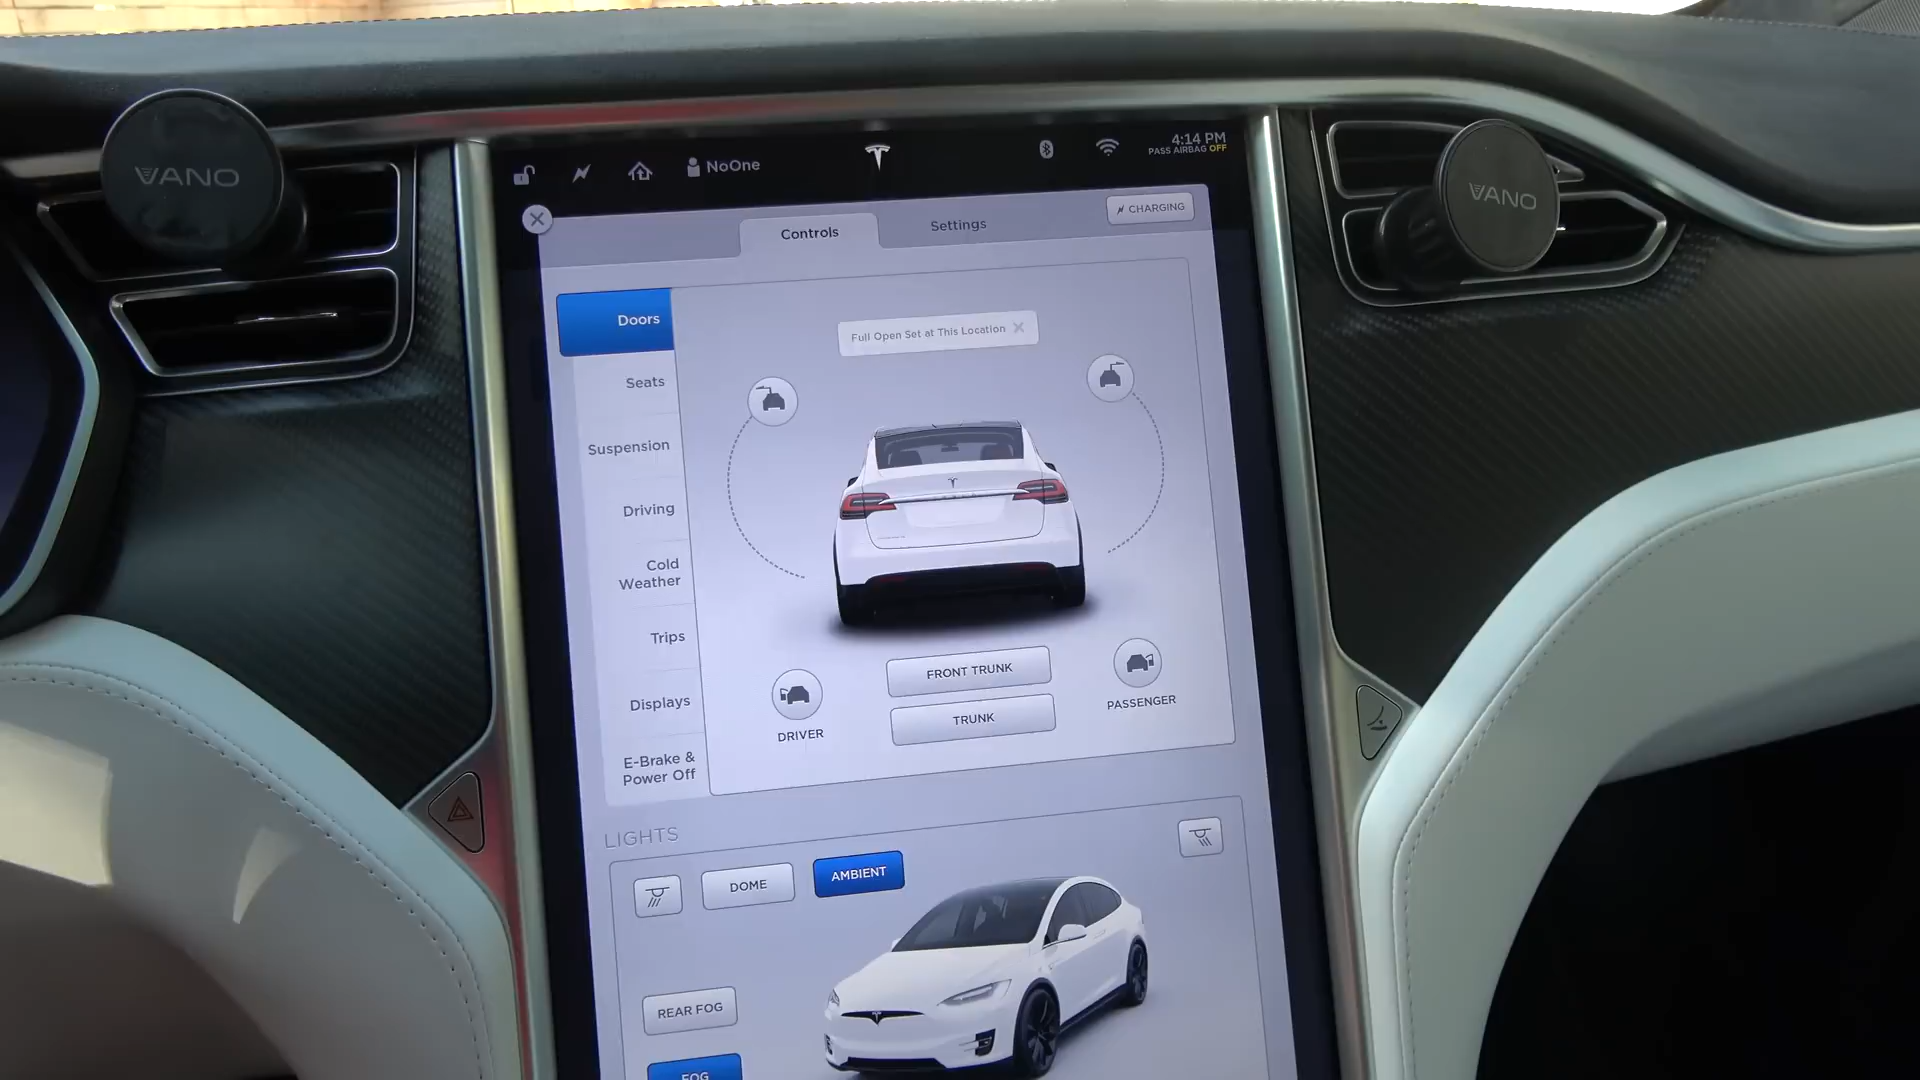 VANO
VANO
NoOne
4:14 PM
PASS AIRBAG OFF
Controls
Settings
CHARGING
Doors
Seats
Suspension
Driving
Cold
Weather
Trips
Displays
E-Brake &
Power Off
Full Open Set at This Location
FRONT TRUNK
TRUNK
DRIVER
PASSENGER
LIGHTS
DOME
AMBIENT
REAR FOG
FOG